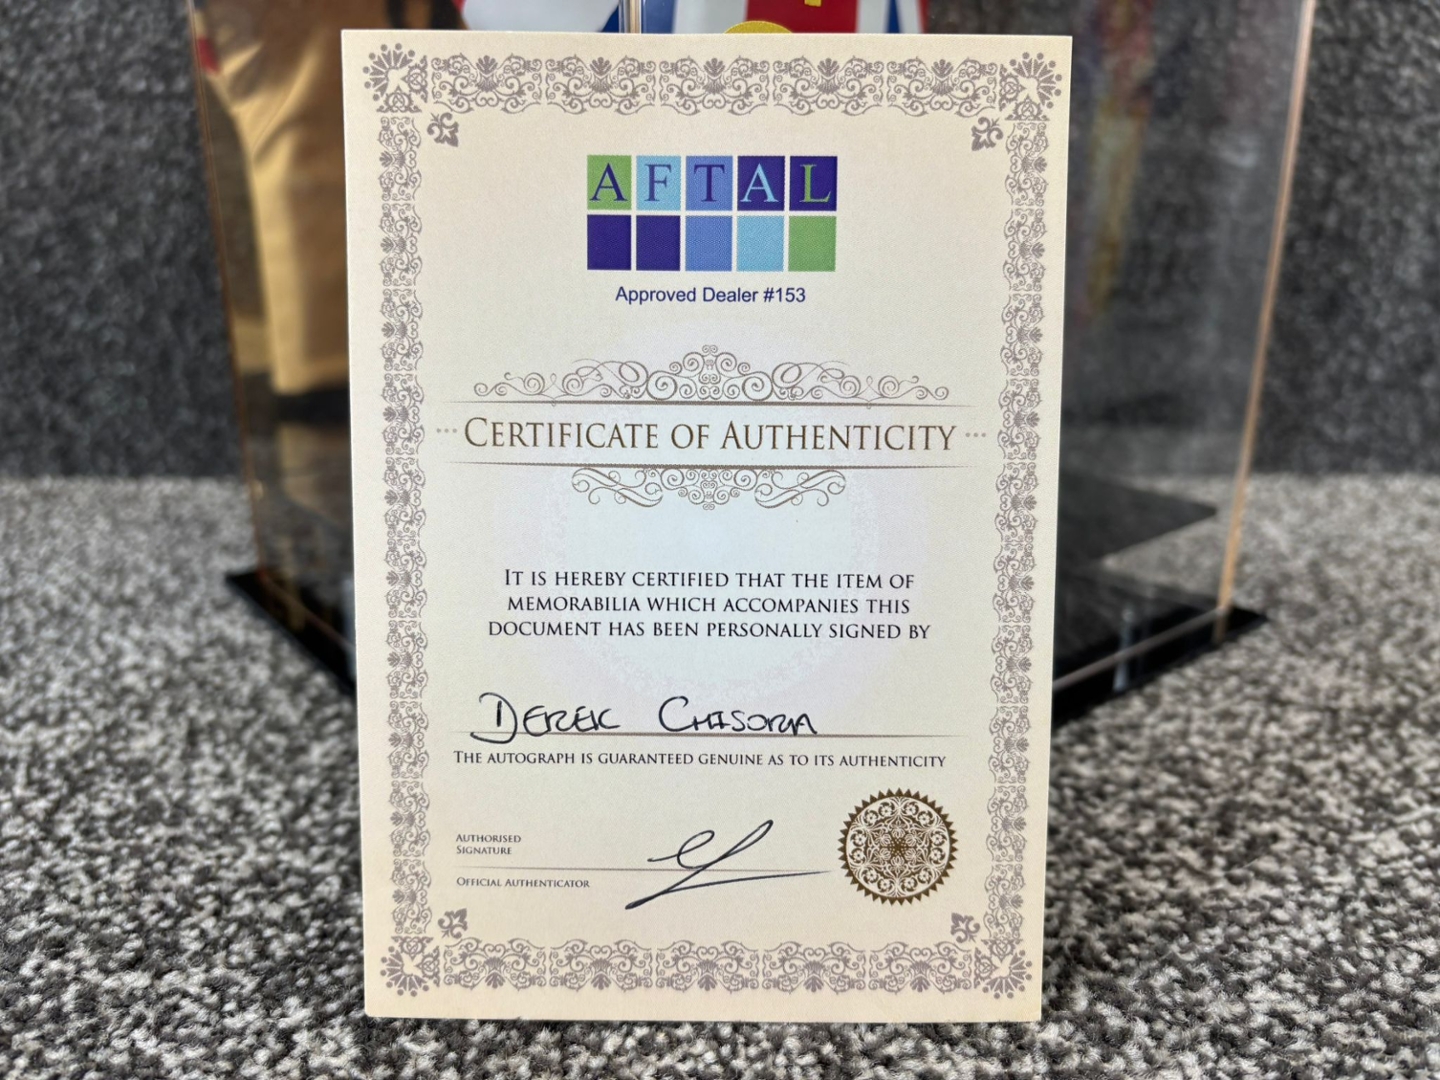 AFTAL
Approved Dealer #153
CERTIFICATE OF AUTHENTICITY
IT IS HEREBY CERTIFIED THAT THE ITEM OF
MEMORABILIA WHICH ACCOMPANIES THIS
DOCUMENT HAS BEEN PERSONALLY SIGNED BY
DEREK CHISORA
THE AUTOGRAPH IS GUARANTEED GENUINE AS TO ITS AUTHENTICITY
AUTHORISED
SIGNATURE
OFFICIAL AUTHENTICATOR